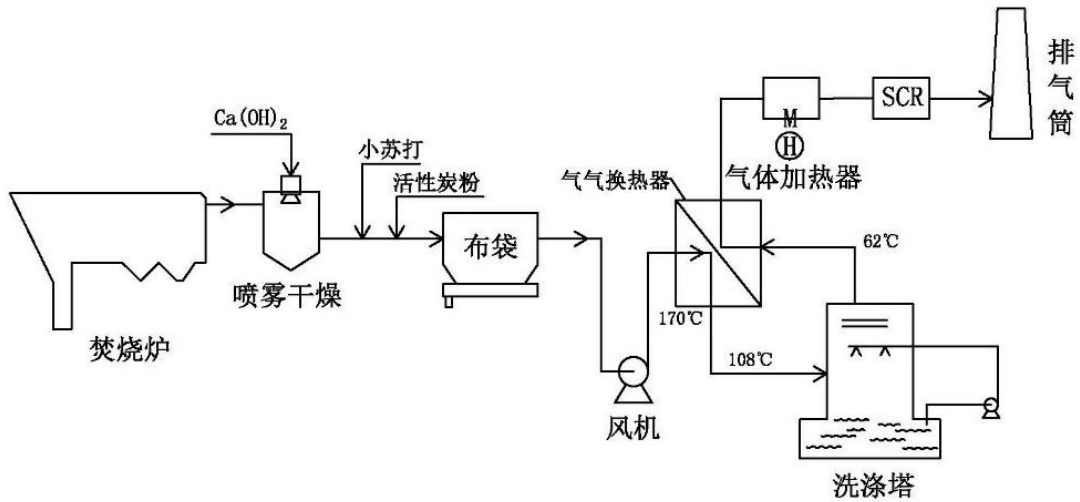 Ca(OH)₂
小苏打
活性炭粉
布袋
喷雾干燥
焚烧炉
风机
气气换热器
170℃
108℃
62℃
M
H
气体加热器
SCR
排气筒
洗涤塔